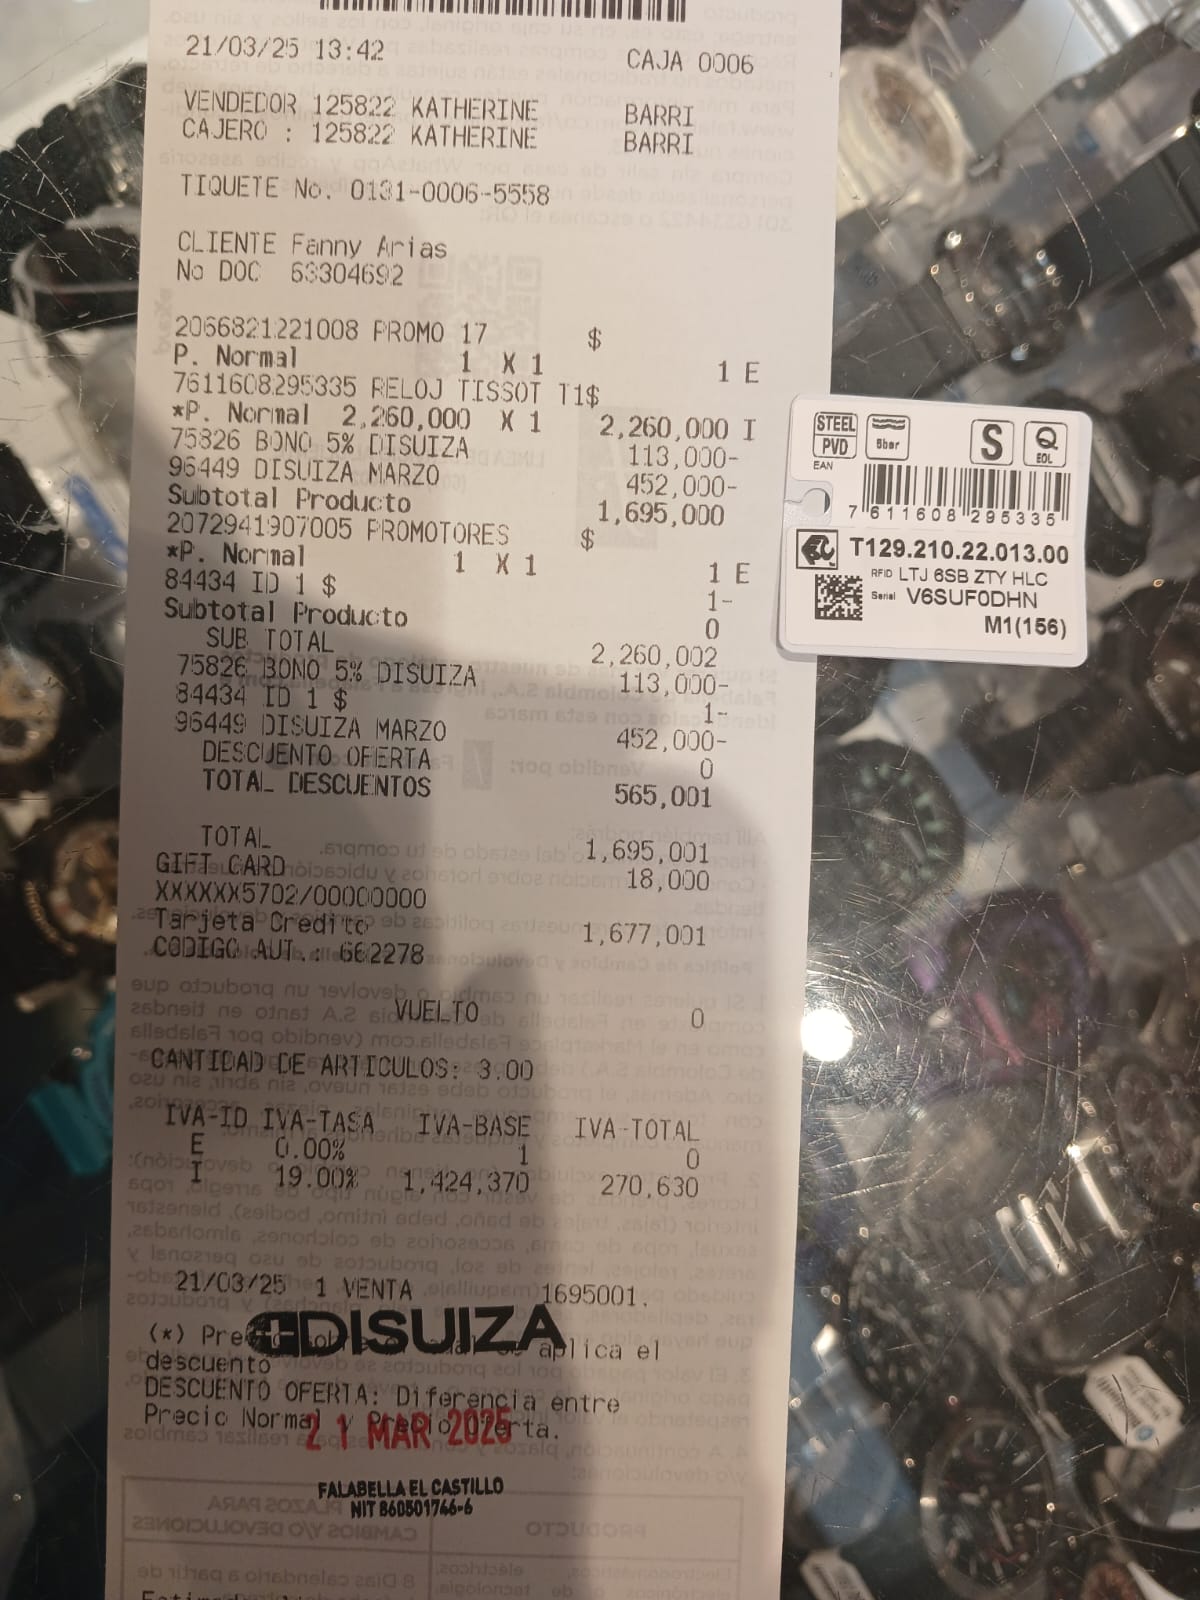 21/03/25 13:42 CAJA 0006
VENDEDOR 125822 KATHERINE BARRI
CAJERO : 125822 KATHERINE BARRI
TIQUETE No. 0131-0006-5558
CLIENTE Fanny Arias
No DOC 63304692
2066821221008 PROMO 17 $
P. Normal 1 X 1 1 E
7611608295335 RELOJ TISSOT T1$
*P. Normal 2,260,000 X 1 2,260,000 I
75826 BONO 5% DISUIZA 113,000-
96449 DISUIZA MARZO 452,000-
Subtotal Producto 1,695,000
2072941907005 PROMOTORES $
*P. Normal 1 X 1 1 E
84434 ID 1 $ 1-
Subtotal Producto 0
SUB TOTAL 2,260,002
75826 BONO 5% DISUIZA 113,000-
84434 ID 1 $ 1-
96449 DISUIZA MARZO 452,000-
DESCUENTO OFERTA 0
TOTAL DESCUENTOS 565,001
TOTAL 1,695,001
GIFT CARD 18,000
XXXXXX5702/00000000
Tarjeta Credito 1,677,001
CODIGO AUT.: 662278
VUELTO 0
CANTIDAD DE ARTICULOS: 3.00
IVA-ID IVA-TASA IVA-BASE IVA-TOTAL
E 0.00% 1 0
I 19.00% 1,424,370 270,630
21/03/25 1 VENTA 1695001.
DISUIZA
(*) aplica el
descuento
DESCUENTO OFERTA: Diferencia entre
Precio Normal y
21 MAR 2025
FALABELLA EL CASTILLO
NIT 860501766-6
STEEL
PVD
5bar
S
Q
EOL
EAN
7 611608 295335
T129.210.22.013.00
RFID LTJ 6SB ZTY HLC
Serial V6SUF0DHN
M1(156)